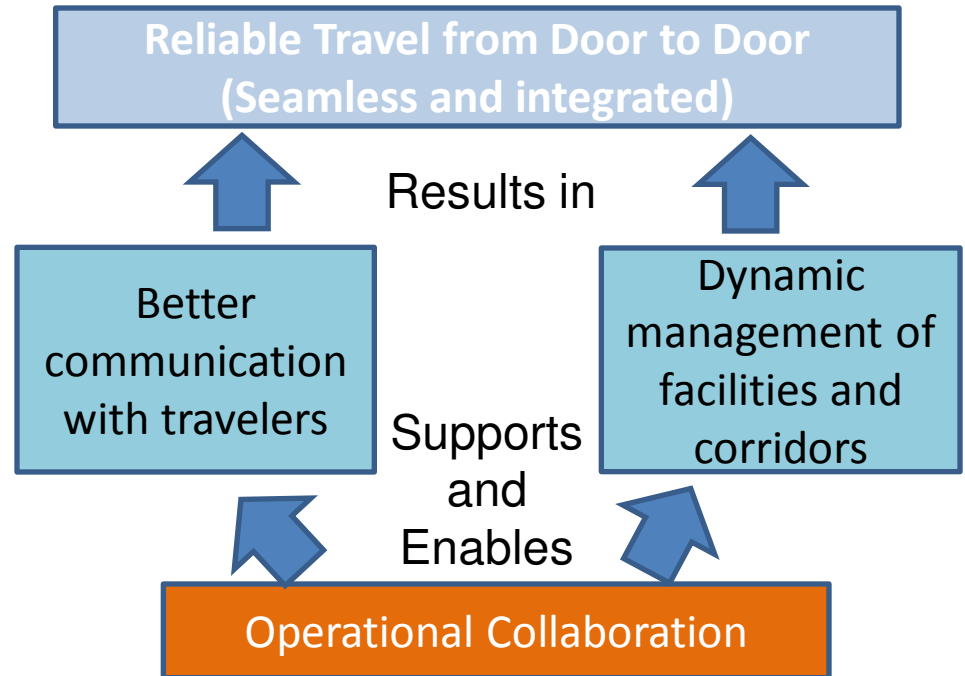 Reliable Travel from Door to Door
(Seamless and integrated)
Results in
Better
communication
with travelers
Dynamic
management of
facilities and
corridors
Supports
and
Enables
Operational Collaboration